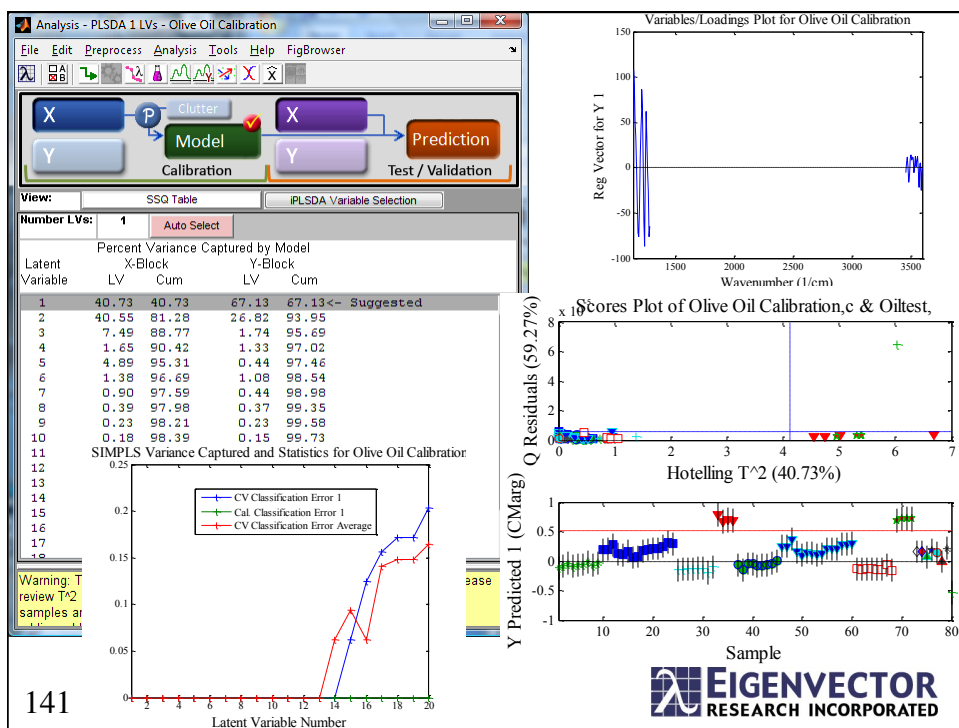 Analysis - PLSDA 1 LVs - Olive Oil Calibration
File Edit Preprocess Analysis Tools Help FigBrowser
X
Y
P
Clutter
Model
Calibration
X
Y
Prediction
Test / Validation
View:
SSQ Table
iPLSDA Variable Selection
Number LVs: 1 Auto Select
Percent Variance Captured by Model
Latent X-Block Y-Block
Variable LV Cum LV Cum
1 40.73 40.73 67.13 67.13<- Suggested
2 40.55 81.28 26.82 93.95
3 7.49 88.77 1.74 95.69
4 1.65 90.42 1.33 97.02
5 4.89 95.31 0.44 97.46
6 1.38 96.69 1.08 98.54
7 0.90 97.59 0.44 98.98
8 0.39 97.98 0.37 99.35
9 0.23 98.21 0.23 99.58
10 0.18 98.39 0.15 99.73
11
12
13
14
15
16
17
Warning: T
ease
review T^2
samples ar
SIMPLS Variance Captured and Statistics for Olive Oil Calibration
0.25
0.2
0.15
0.1
0.05
0
CV Classification Error 1
Cal. Classification Error 1
CV Classification Error Average
2 4 6 8 10 12 14 16 18 20
Latent Variable Number
Variables/Loadings Plot for Olive Oil Calibration
Reg Vector for Y 1
150
100
50
0
-50
-100
1500 2000 2500 3000 3500
Wavenumber (1/cm)
Scores Plot of Olive Oil Calibration,c & Oiltest,
Q Residuals (59.27%)
8
6
4
2
0
0 1 2 3 4 5 6 7
Hotelling T^2 (40.73%)
Y Predicted 1 (CMarg)
1
0.5
0
-0.5
-1
10 20 30 40 50 60 70 80
Sample
141
EIGENVECTOR
RESEARCH INCORPORATED